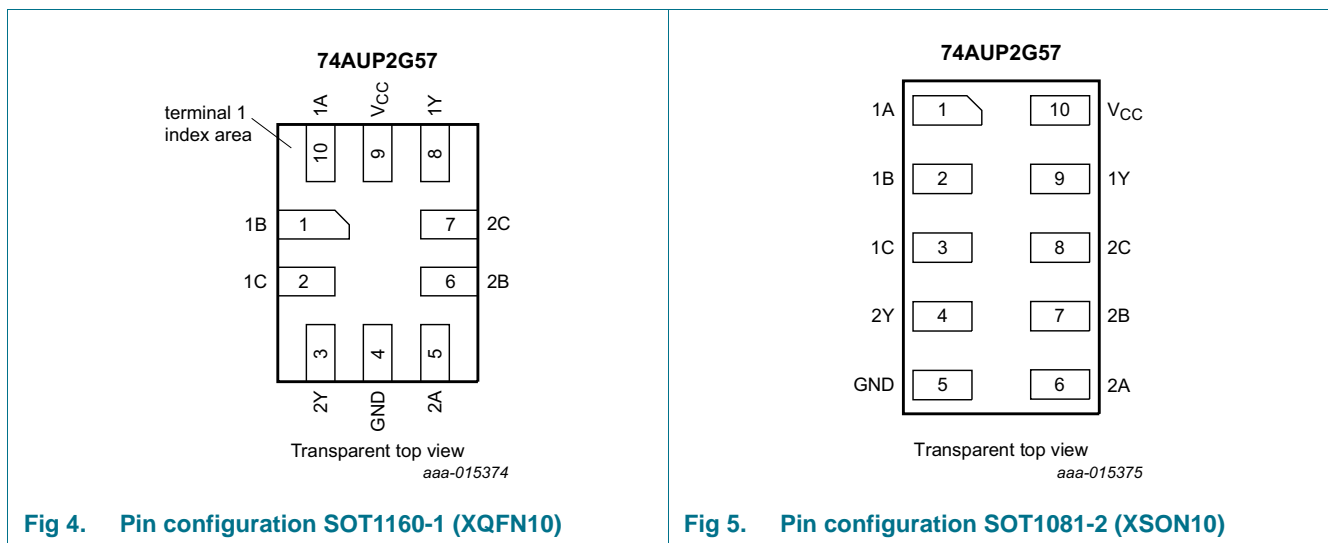 74AUP2G57
1A VCC 1Y
terminal 1
index area
10 9 8
1B 1 7 2C
1C 2 6 2B
3 4 5
2Y GND 2A
Transparent top view
aaa-015374
Fig 4. Pin configuration SOT1160-1 (XQFN10)
74AUP2G57
1A 1 10 VCC
1B 2 9 1Y
1C 3 8 2C
2Y 4 7 2B
GND 5 6 2A
Transparent top view
aaa-015375
Fig 5. Pin configuration SOT1081-2 (XSON10)